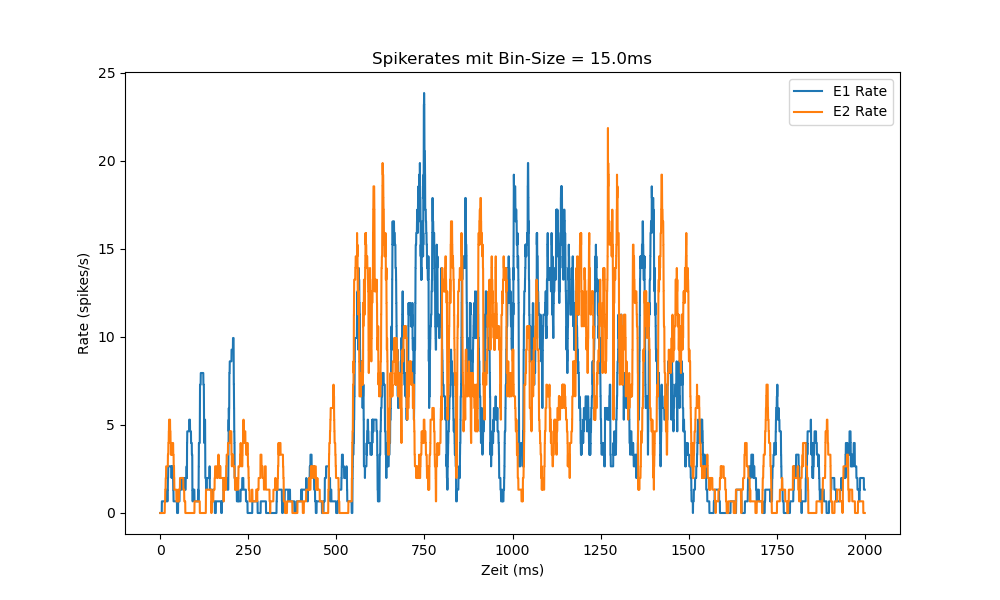 Spikerates mit Bin-Size = 15.0ms
25
20
15
10
5
0
Rate (spikes/s)
E1 Rate
E2 Rate
0 250 500 750 1000 1250 1500 1750 2000
Zeit (ms)